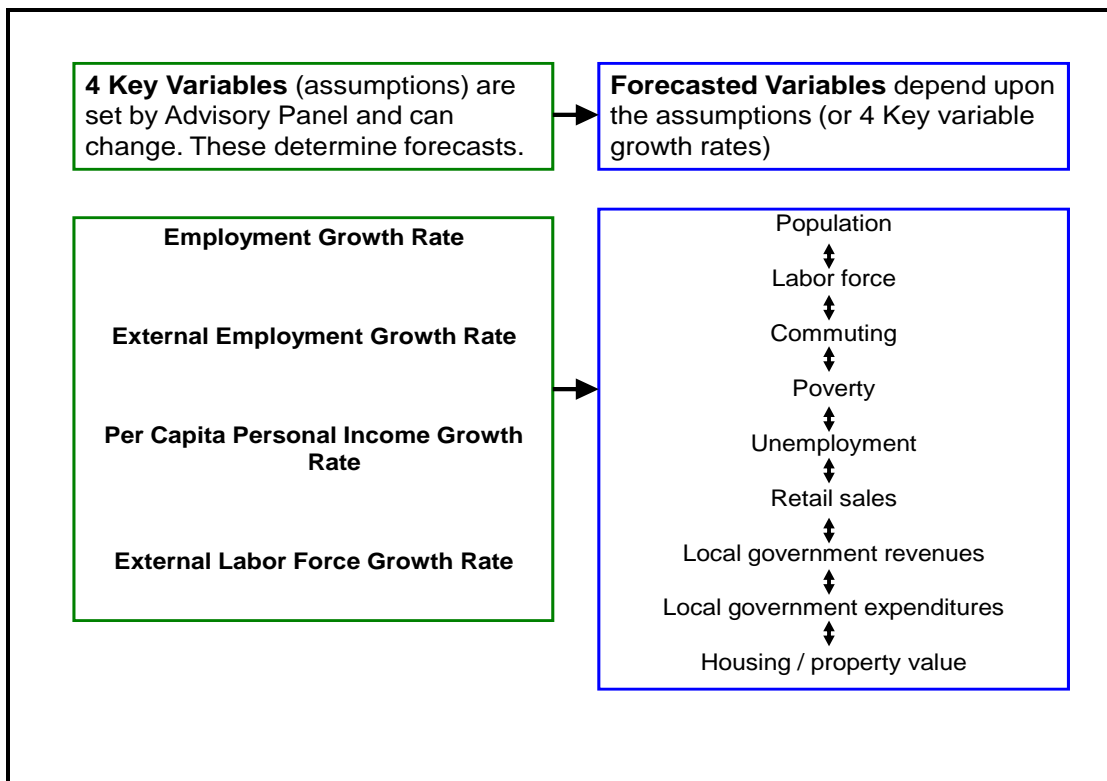 4 Key Variables (assumptions) are
set by Advisory Panel and can
change. These determine forecasts.
Forecasted Variables depend upon
the assumptions (or 4 Key variable
growth rates)
Employment Growth Rate
External Employment Growth Rate
Per Capita Personal Income Growth
Rate
External Labor Force Growth Rate
Population
Labor force
Commuting
Poverty
Unemployment
Retail sales
Local government revenues
Local government expenditures
Housing / property value